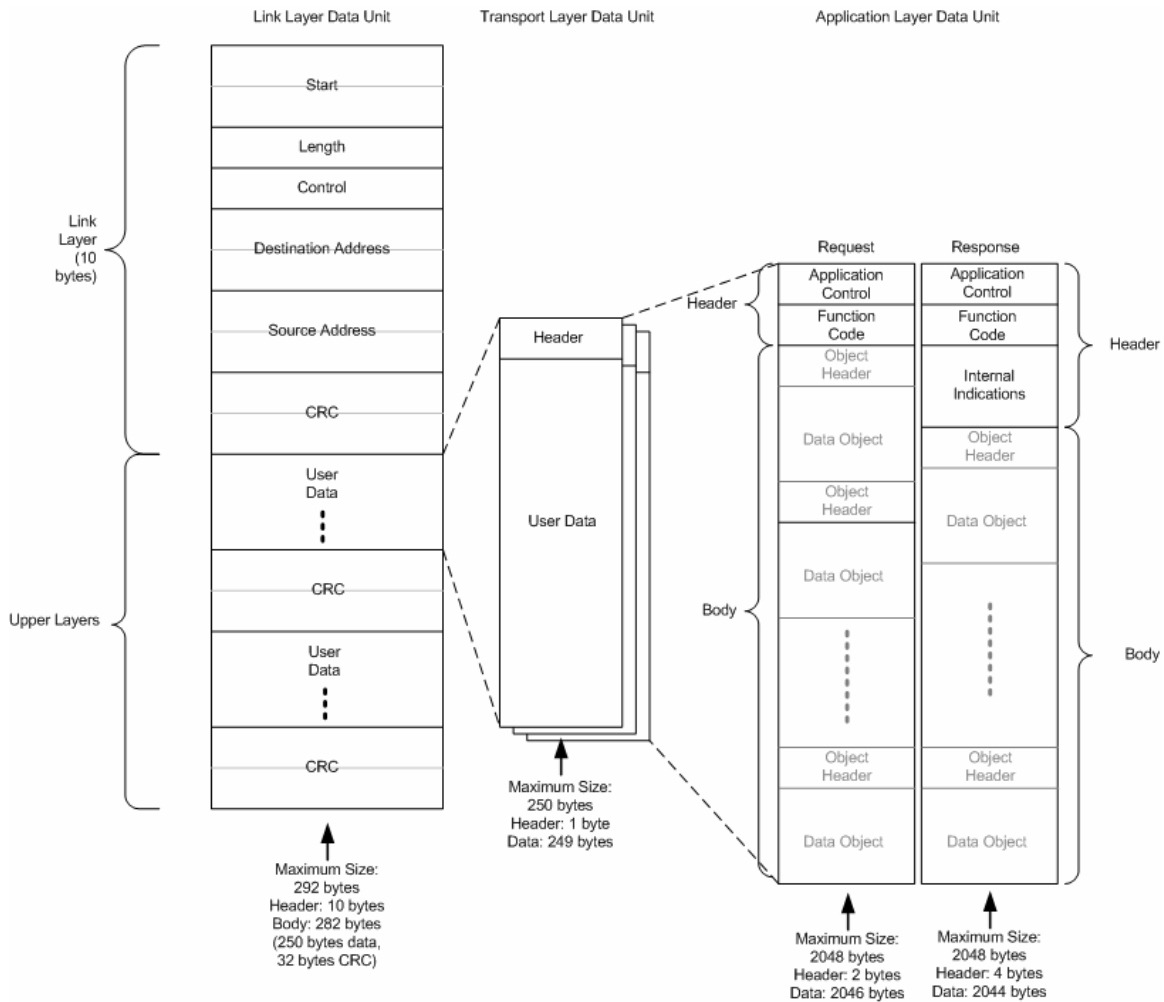 Link Layer Data Unit
Transport Layer Data Unit
Application Layer Data Unit
Link
Layer
(10
bytes)
Upper Layers
Start
Length
Control
Destination Address
Source Address
CRC
User
Data
CRC
User
Data
CRC
Maximum Size:
292 bytes
Header: 10 bytes
Body: 282 bytes
(250 bytes data,
32 bytes CRC)
Header
User Data
Maximum Size:
250 bytes
Header: 1 byte
Data: 249 bytes
Request
Header
Application
Control
Function
Code
Body
Object
Header
Data Object
Object
Header
Data Object
Object
Header
Data Object
Maximum Size:
2048 bytes
Header: 2 bytes
Data: 2046 bytes
Response
Application
Control
Function
Code
Internal
Indications
Header
Object
Header
Data Object
Object
Header
Data Object
Body
Maximum Size:
2048 bytes
Header: 4 bytes
Data: 2044 bytes